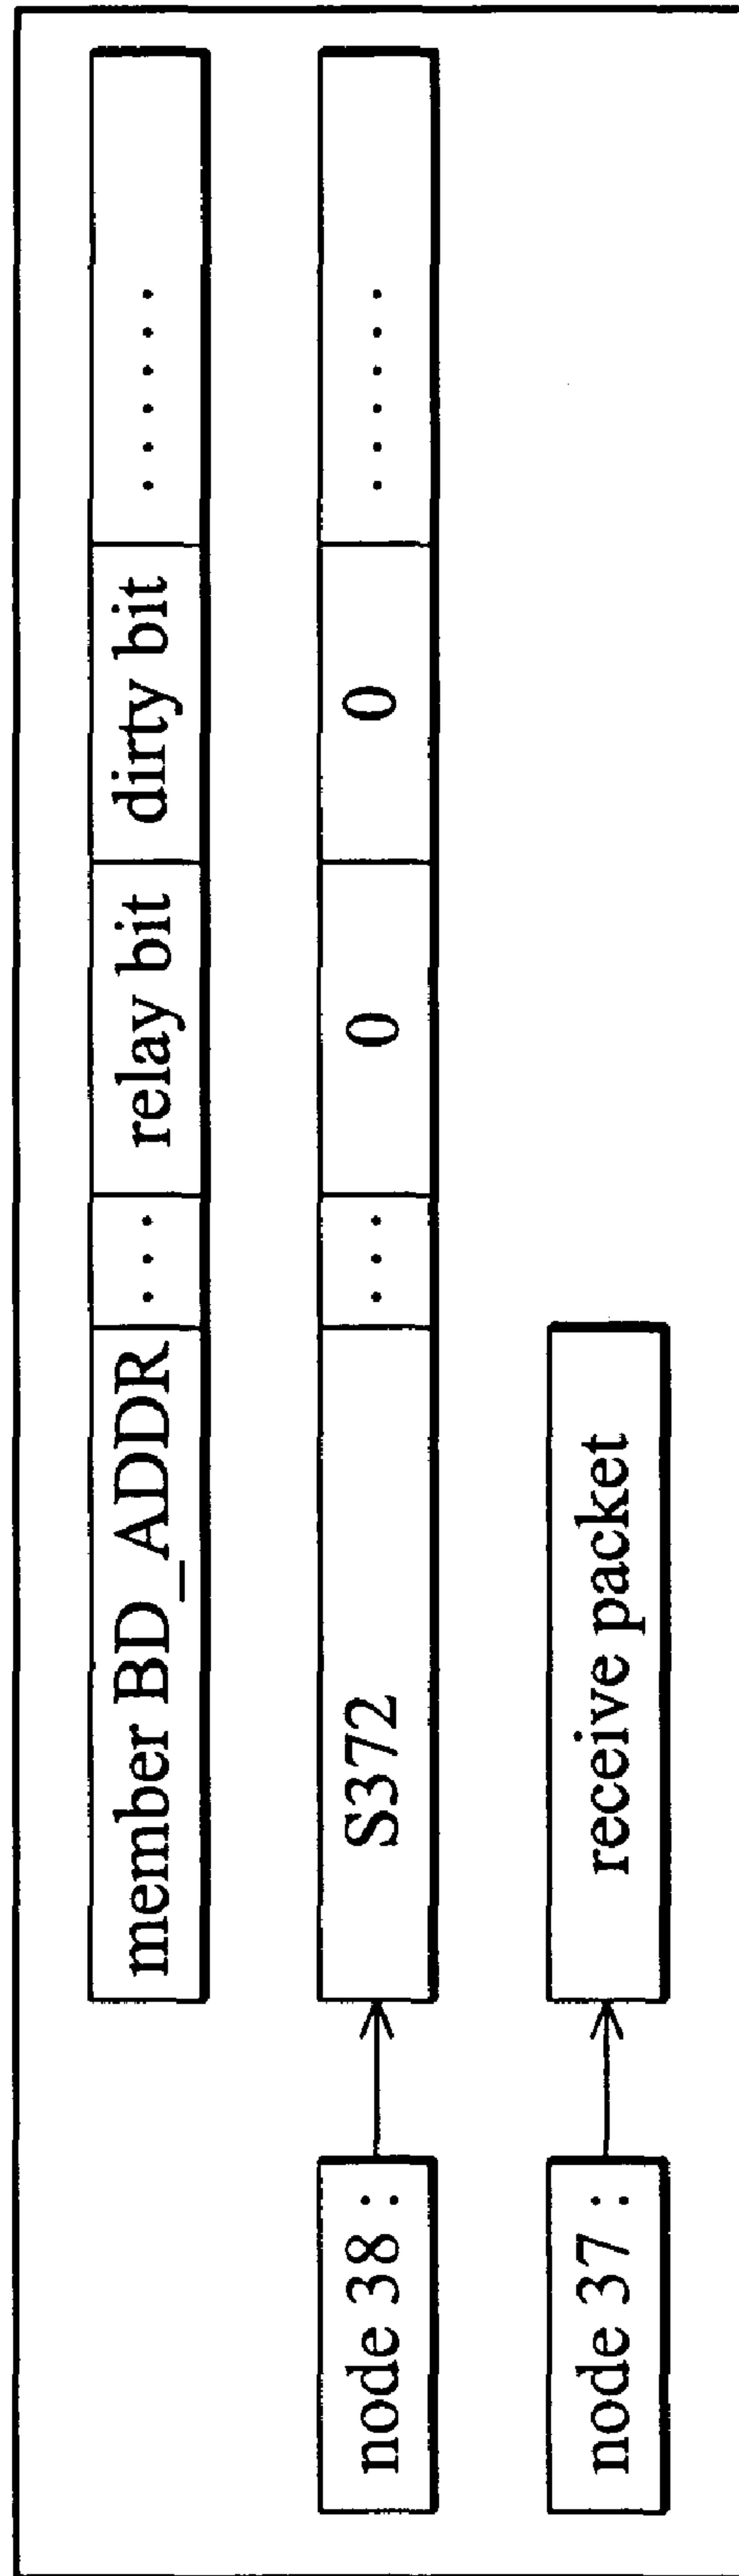 member BD_ADDR ... relay bit dirty bit ......
node 38 : S372 ... 0 0 ......
node 37 : receive packet